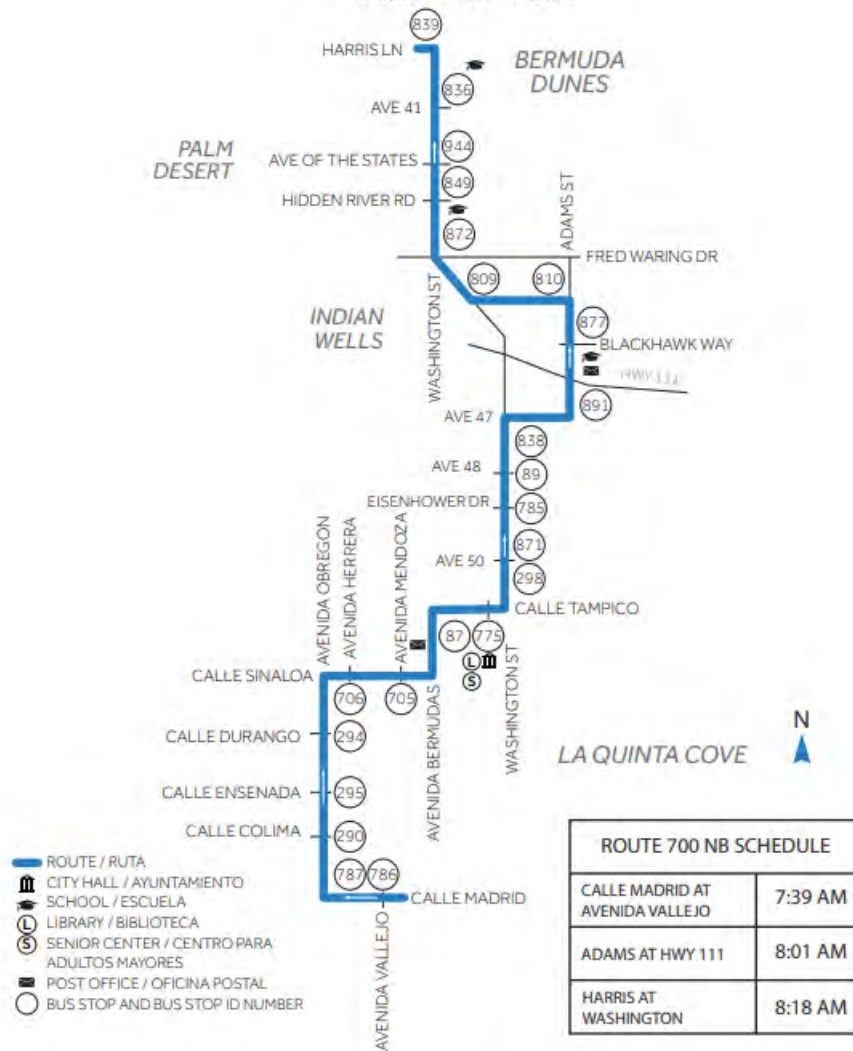 839
HARRIS LN
BERMUDA
DUNES
836
AVE 41
PALM
DESERT
944
AVE OF THE STATES
849
HIDDEN RIVER RD
872
ADAMS ST
FRED WARING DR
809
810
WASHINGTON ST
INDIAN
WELLS
877
BLACKHAWK WAY
HWY 111
891
AVE 47
838
AVE 48
89
EISENHOWER DR
785
871
AVE 50
298
AVENIDA OBREGON
AVENIDA HERRERA
AVENIDA MENDOZA
CALLE TAMPICO
87
775
L
S
WASHINGTON ST
CALLE SINALOA
706
705
AVENIDA BERMUDAS
CALLE DURANGO
294
N
LA QUINTA COVE
CALLE ENSENADA
295
CALLE COLIMA
290
787
786
CALLE MADRID
AVENIDA VALLEJO
ROUTE / RUTA
CITY HALL / AYUNTAMIENTO
SCHOOL / ESCUELA
L LIBRARY / BIBLIOTECA
S SENIOR CENTER / CENTRO PARA
ADULTOS MAYORES
POST OFFICE / OFICINA POSTAL
BUS STOP AND BUS STOP ID NUMBER
ROUTE 700 NB SCHEDULE
CALLE MADRID AT
AVENIDA VALLEJO
7:39 AM
ADAMS AT HWY 111
8:01 AM
HARRIS AT
WASHINGTON
8:18 AM